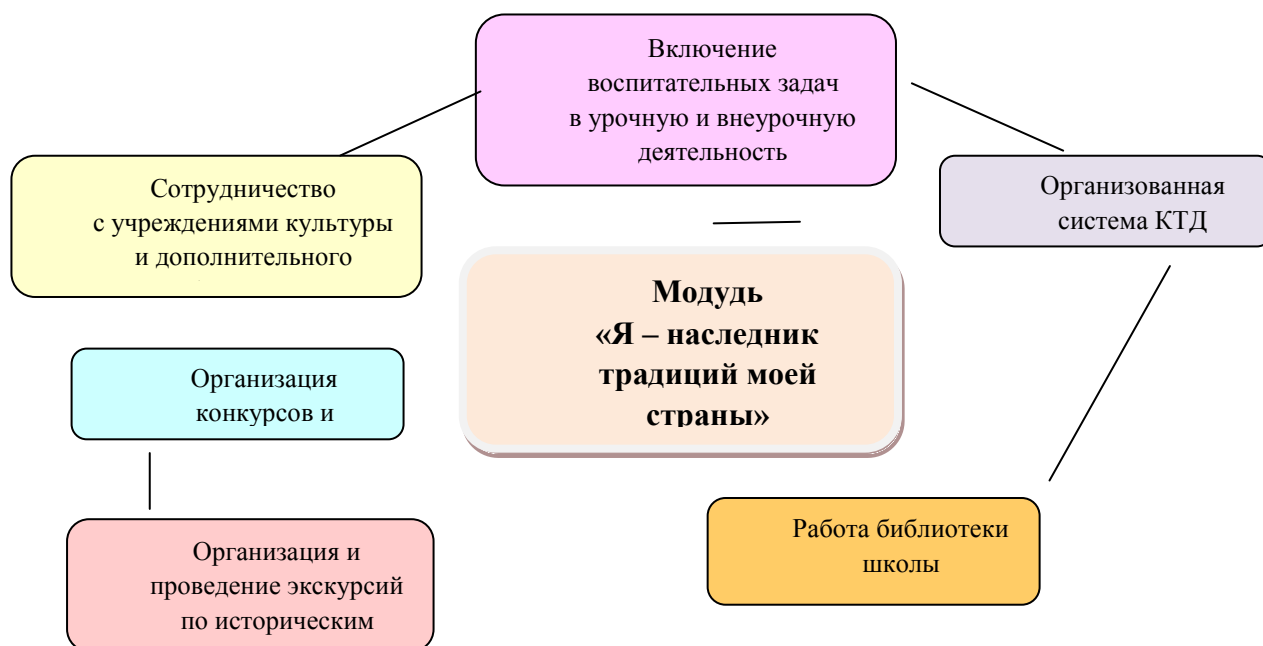 Включение
воспитательных задач
в урочную и внеурочную
деятельность
Сотрудничество
с учреждениями культуры
и дополнительного
Организованная
система КТД
Модудь
«Я – наследник
традиций моей
страны»
Организация
конкурсов и
Организация и
проведение экскурсий
по историческим
Работа библиотеки
школы